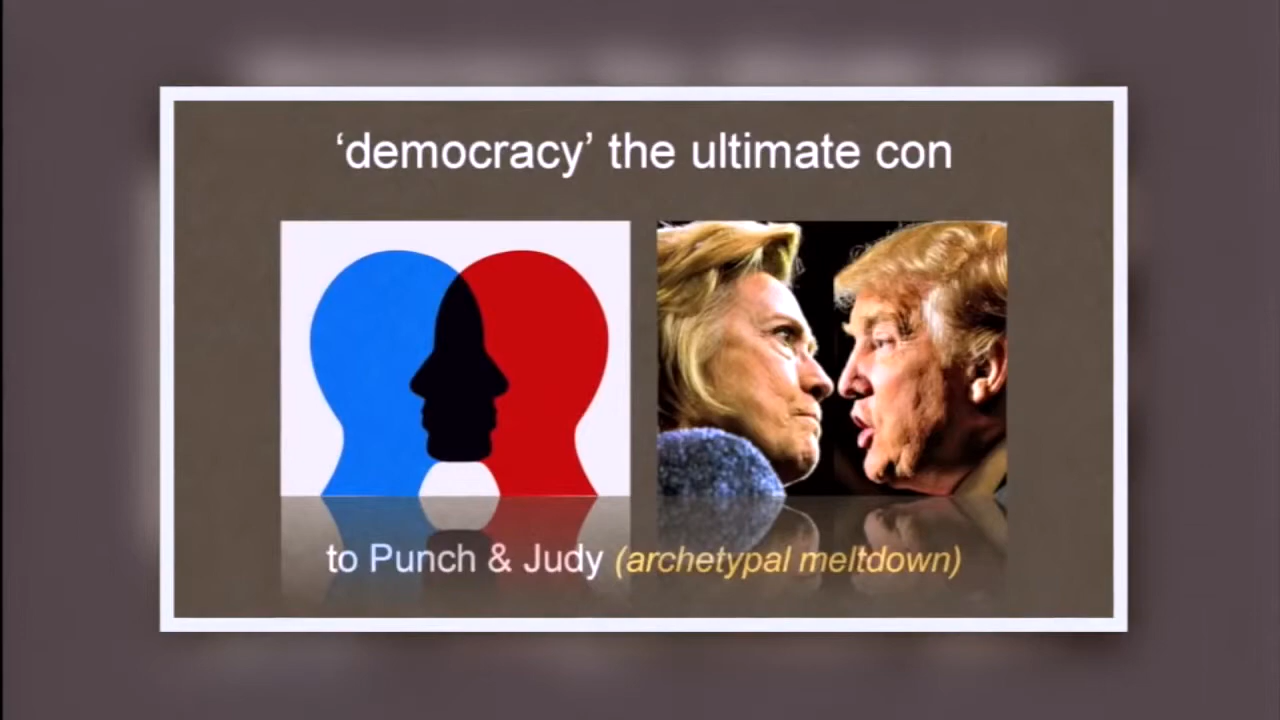 ‘democracy’ the ultimate con
to Punch & Judy (archetypal meltdown)